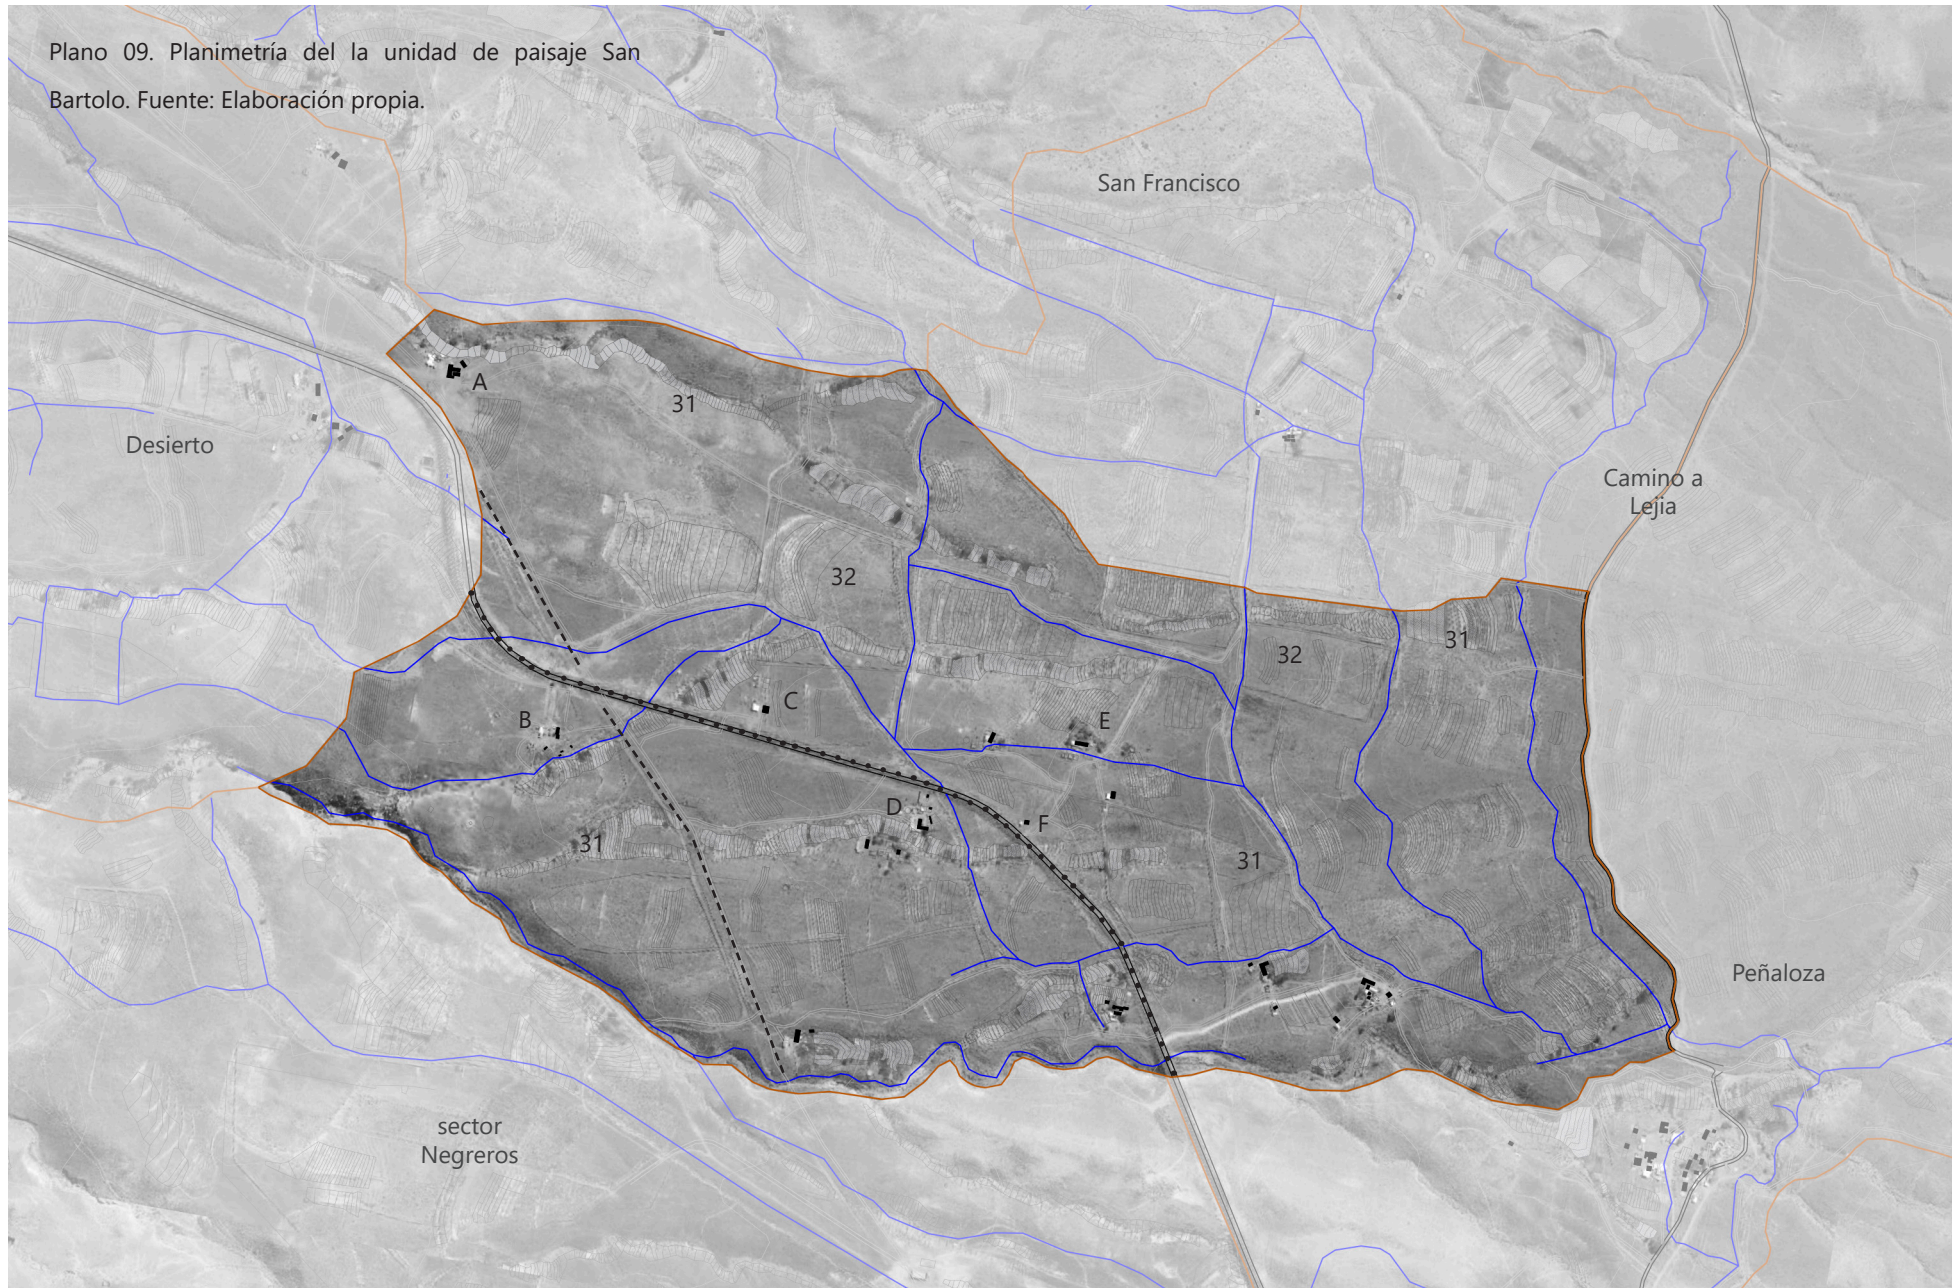 Plano 09. Planimetría del la unidad de paisaje San
Bartolo. Fuente: Elaboración propia.
San Francisco
A
31
Desierto
Camino a
Lejia
32
31
32
C
B
E
D
F
31
31
Peñaloza
sector
Negreros